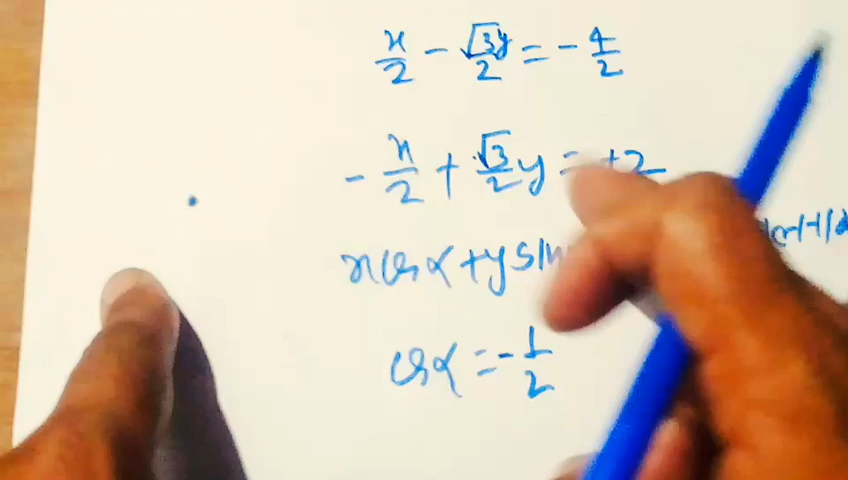 x/2 - √3y/2 = -4/2
-x/2 + √3/2 y = +2
x cos α + y sin
cos α = -1/2